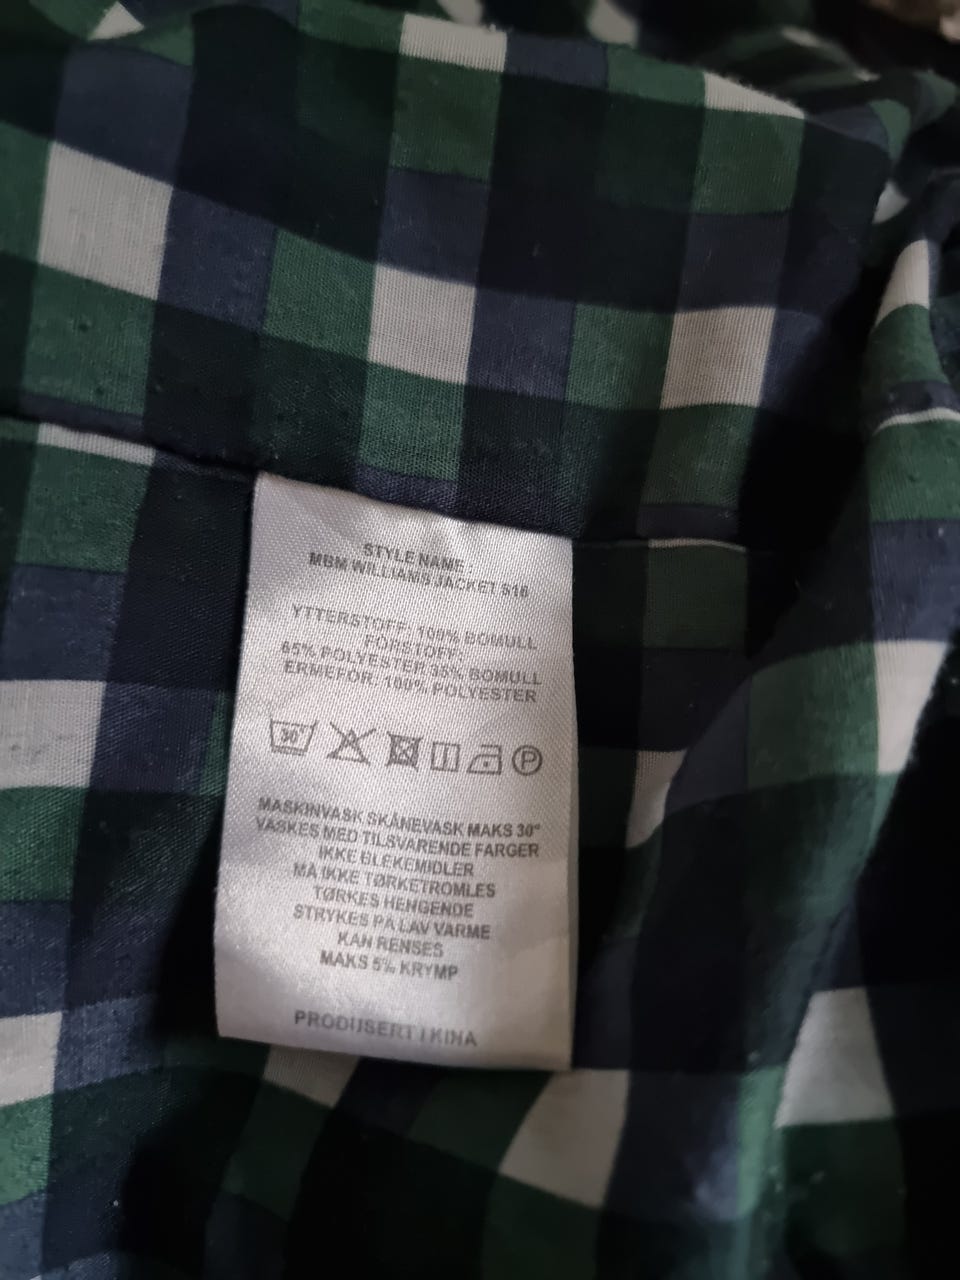 STYLE NAME
MBM WILLIAMS JACKET S16
YTTERSTOFF: 100% BOMULL
FORSTOFF:
65% POLYESTER 35% BOMULL
ERMEFOR: 100% POLYESTER
30° P
MASKINVASK SKÅNEVASK MAKS 30°
VASKES MED TILSVARENDE FARGER
IKKE BLEKEMIDLER
MÅ IKKE TØRKETROMLES
TØRKES HENGENDE
STRYKES PÅ LAV VARME
KAN RENSES
MAKS 5% KRYMP
PRODUSERT I KINA